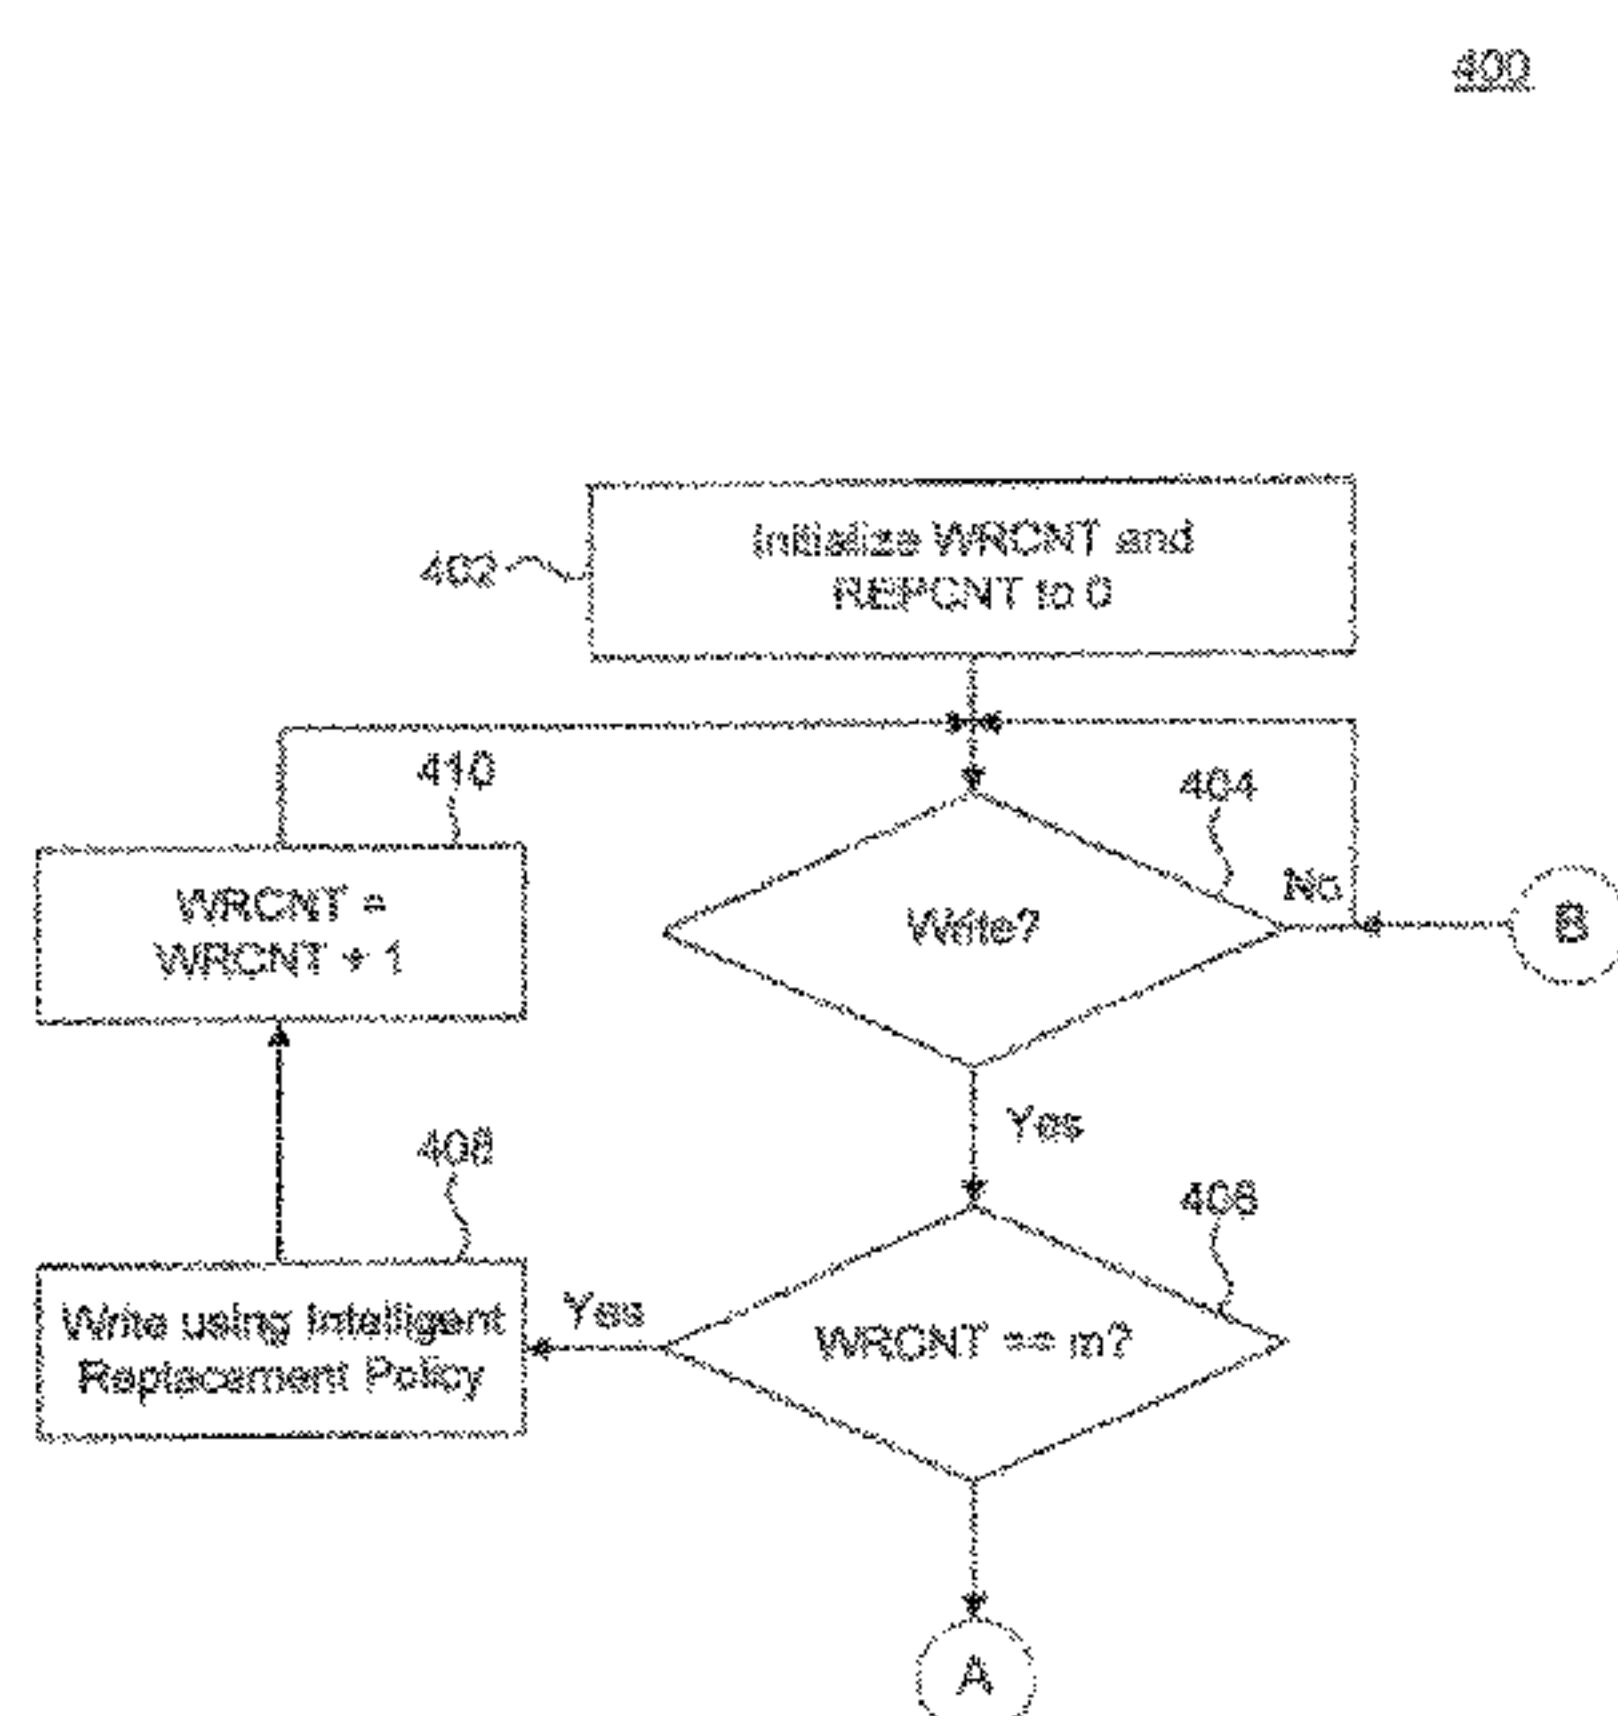 400
Initialize WRCNT and
REPCNT to 0
402
410
404
WRCNT =
WRCNT + 1
Write?
No
B
Yes
408
406
Write using Intelligent
Replacement Policy
Yes
WRCNT == m?
A